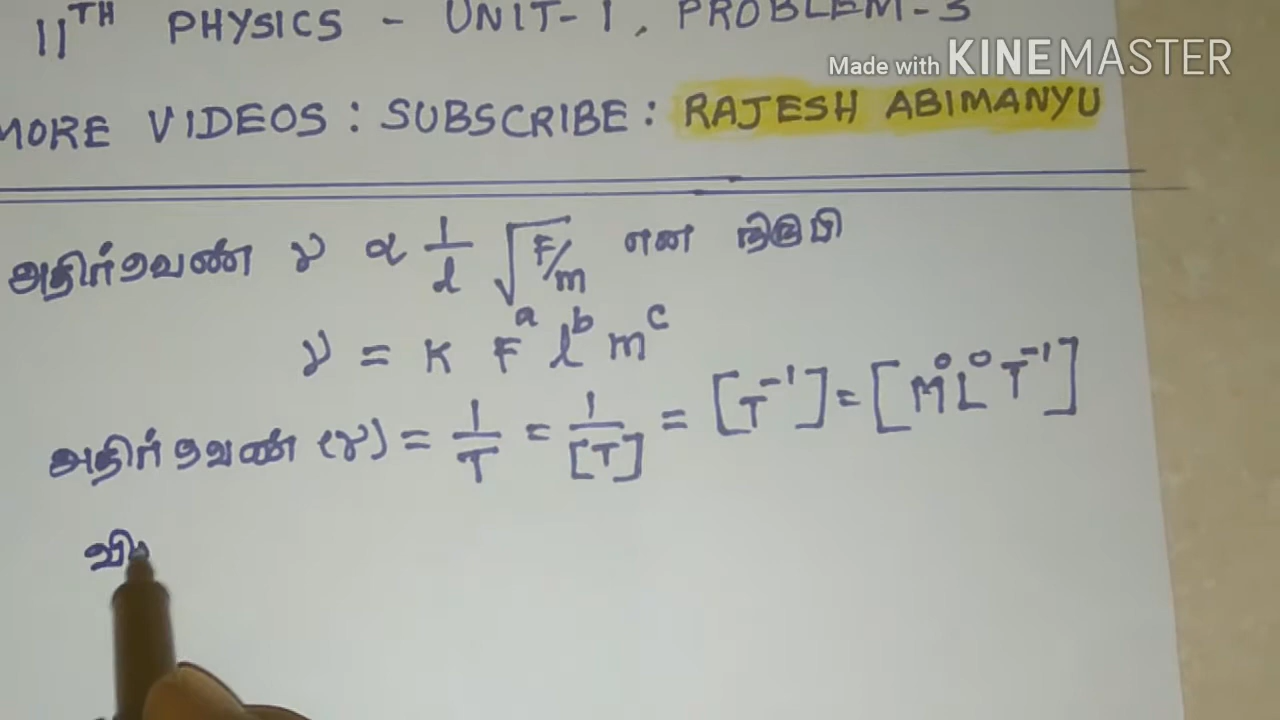 11TH PHYSICS - UNIT-1, PROBLEM-3
Made with KINEMASTER
MORE VIDEOS : SUBSCRIBE : RAJESH ABIMANYU
அதிர்வெண் ν ∝ 1/l √F/m என நிரூபி
ν = K F^a l^b m^c
அதிர்வெண் (ν) = 1/T = 1/[T] = [T^-1] = [M^0 L^0 T^-1]